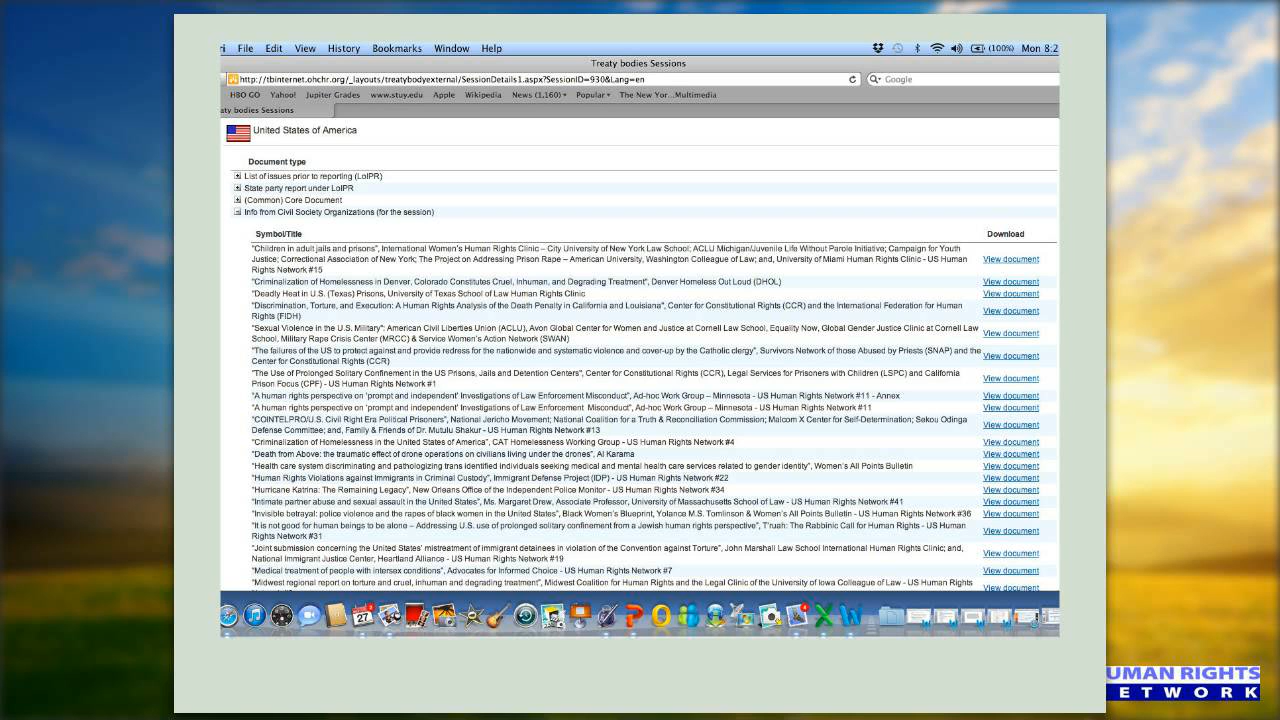 File Edit View History Bookmarks Window Help (100%) Mon 8:2
Treaty bodies Sessions
http://tbinternet.ohchr.org/_layouts/treatybodyexternal/SessionDetails1.aspx?SessionID=930&Lang=en Google
HBO GO Yahoo! Jupiter Grades www.stuy.edu Apple Wikipedia News (1,160) Popular The New Yor...Multimedia
aty bodies Sessions
United States of America
Document type
List of issues prior to reporting (LoIPR)
State party report under LoIPR
(Common) Core Document
Info from Civil Society Organizations (for the session)
Symbol/Title Download
"Children in adult jails and prisons", International Women's Human Rights Clinic – City University of New York Law School; ACLU Michigan/Juvenile Life Without Parole Initiative; Campaign for Youth
Justice; Correctional Association of New York; The Project on Addressing Prison Rape – American University, Washington Colleague of Law; and, University of Miami Human Rights Clinic - US Human View document
Rights Network #15
"Criminalization of Homelessness in Denver, Colorado Constitutes Cruel, Inhuman, and Degrading Treatment", Denver Homeless Out Loud (DHOL) View document
"Deadly Heat in U.S. (Texas) Prisons, University of Texas School of Law Human Rights Clinic View document
"Discrimination, Torture, and Execution: A Human Rights Analysis of the Death Penalty in California and Louisiana", Center for Constitutional Rights (CCR) and the International Federation for Human View document
Rights (FIDH)
"Sexual Violence in the U.S. Military": American Civil Liberties Union (ACLU), Avon Global Center for Women and Justice at Cornell Law School, Equality Now, Global Gender Justice Clinic at Cornell Law View document
School, Military Rape Crisis Center (MRCC) & Service Women's Action Network (SWAN)
"The failures of the US to protect against and provide redress for the nationwide and systematic violence and cover-up by the Catholic clergy", Survivors Network of those Abused by Priests (SNAP) and the View document
Center for Constitutional Rights (CCR)
"The Use of Prolonged Solitary Confinement in the US Prisons, Jails and Detention Centers", Center for Constitutional Rights (CCR), Legal Services for Prisoners with Children (LSPC) and California View document
Prison Focus (CPF) - US Human Rights Network #1
"A human rights perspective on 'prompt and independent' Investigations of Law Enforcement Misconduct", Ad-hoc Work Group – Minnesota - US Human Rights Network #11 - Annex View document
"A human rights perspective on 'prompt and independent' Investigations of Law Enforcement Misconduct", Ad-hoc Work Group – Minnesota - US Human Rights Network #11 View document
"COINTELPRO/U.S. Civil Right Era Political Prisoners", National Jericho Movement; National Coalition for a Truth & Reconciliation Commission; Malcom X Center for Self-Determination; Sekou Odinga View document
Defense Committee; and, Family & Friends of Dr. Mutulu Shakur - US Human Rights Network #13
"Criminalization of Homelessness in the United States of America", CAT Homelessness Working Group - US Human Rights Network #4 View document
"Death from Above: the traumatic effect of drone operations on civilians living under the drones", Al Karama View document
"Health care system discriminating and pathologizing trans identified individuals seeking medical and mental health care services related to gender identity", Women's All Points Bulletin View document
"Human Rights Violations against Immigrants in Criminal Custody", Immigrant Defense Project (IDP) - US Human Rights Network #22 View document
"Hurricane Katrina: The Remaining Legacy", New Orleans Office of the Independent Police Monitor - US Human Rights Network #34 View document
"Intimate partner abuse and sexual assault in the United States", Ms. Margaret Drew, Associate Professor, University of Massachusetts School of Law - US Human Rights Network #41 View document
"Invisible betrayal: police violence and the rapes of black women in the United States", Black Women's Blueprint, Yolance M.S. Tomlinson & Women's All Points Bulletin - US Human Rights Network #36 View document
"It is not good for human beings to be alone – Addressing U.S. use of prolonged solitary confinement from a Jewish human rights perspective", T'ruah: The Rabbinic Call for Human Rights - US Human View document
Rights Network #31
"Joint submission concerning the United States' mistreatment of immigrant detainees in violation of the Convention against Torture", John Marshall Law School International Human Rights Clinic; and, View document
National Immigrant Justice Center, Heartland Alliance - US Human Rights Network #19
"Medical treatment of people with intersex conditions", Advocates for Informed Choice - US Human Rights Network #7 View document
"Midwest regional report on torture and cruel, inhuman and degrading treatment", Midwest Coalition for Human Rights and the Legal Clinic of the University of Iowa Colleague of Law - US Human Rights View document
27
UMAN RIGHTS
ETWORK